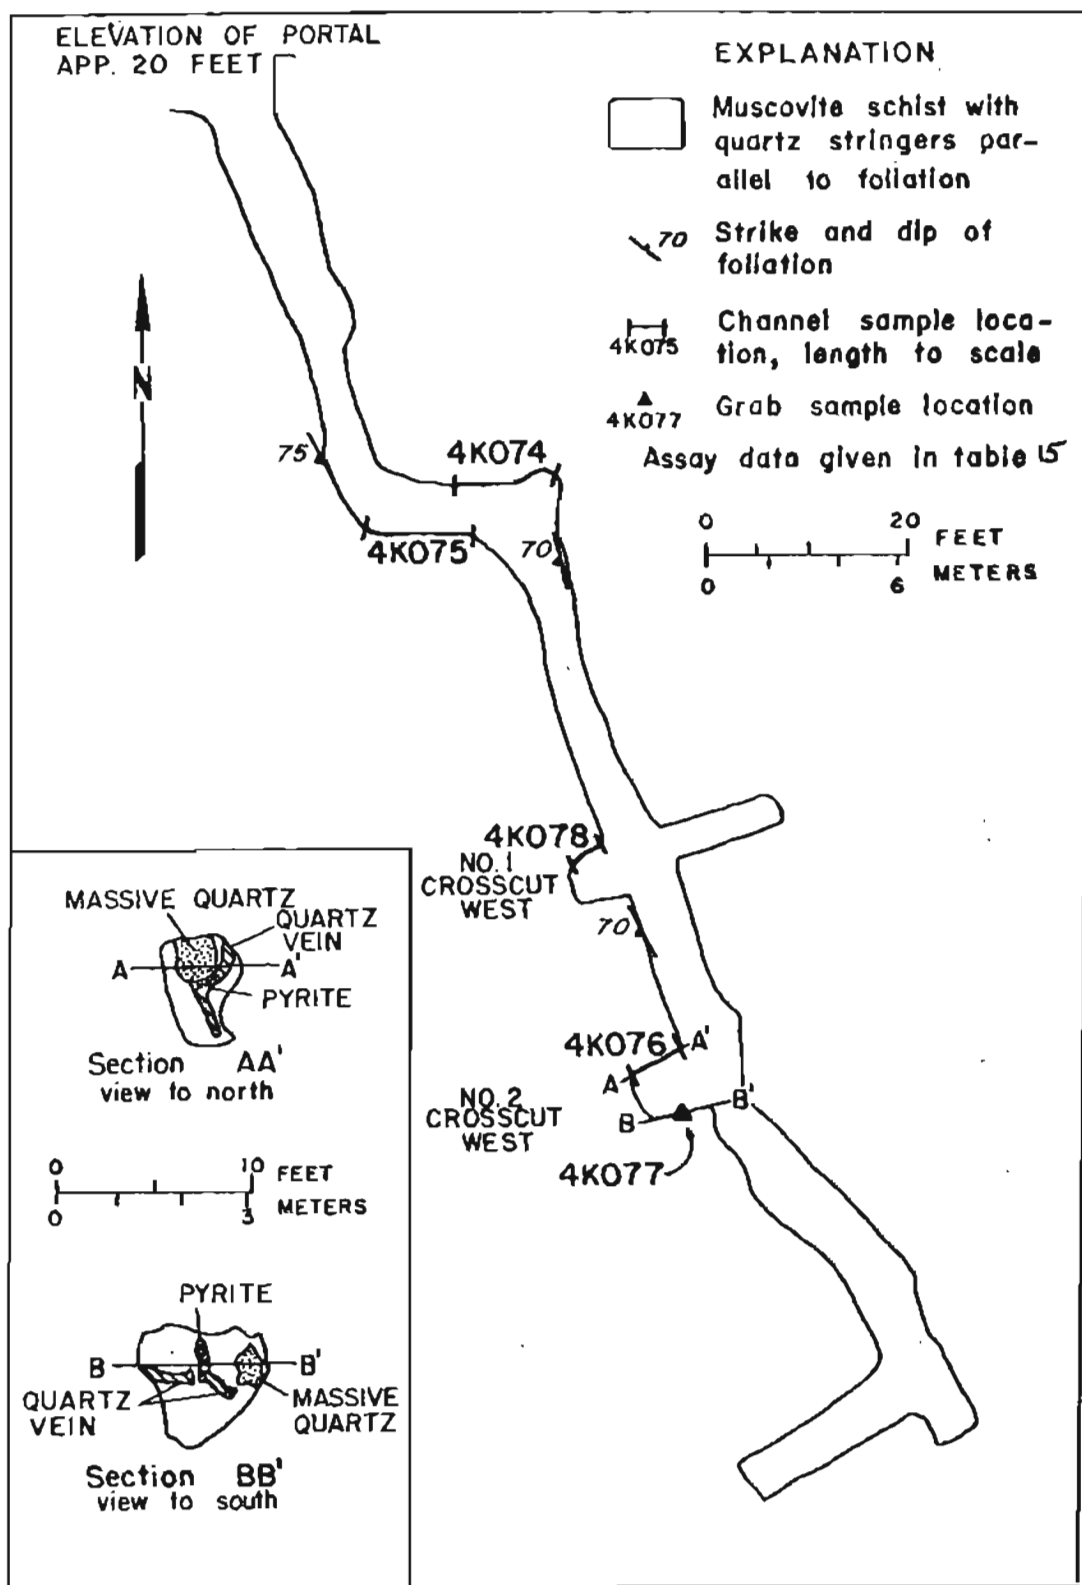 ELEVATION OF PORTAL
APP. 20 FEET
EXPLANATION
Muscovite schist with
quartz stringers par-
allel to foliation
70
Strike and dip of
foliation
4K075
Channel sample loca-
tion, length to scale
4K077
Grab sample location
Assay data given in table 15
0 20
FEET
METERS
0 6
N
75
4K074
4K075
70
4K078
NO. 1
CROSSCUT
WEST
70
4K076
A'
A
NO. 2
CROSSCUT
WEST
B
B'
4K077
MASSIVE QUARTZ
QUARTZ
VEIN
A
A'
PYRITE
Section AA'
view to north
0 10
FEET
METERS
0 3
PYRITE
B
B'
QUARTZ
VEIN
MASSIVE
QUARTZ
Section BB'
view to south